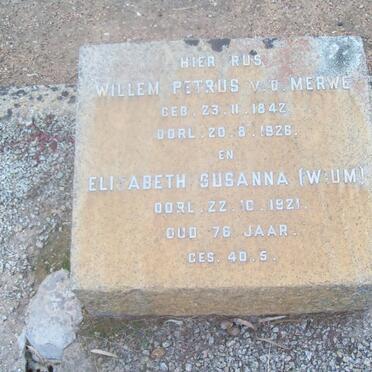 HIER RUS
WILLEM PETRUS V.D. MERWE
GEB. 23.11.1842
OORL. 20.8.1926.
EN
ELIZABETH SUSANNA (W:UM)
OORL. 22.10.1921.
OUD 76 JAAR.
GES. 40.5.